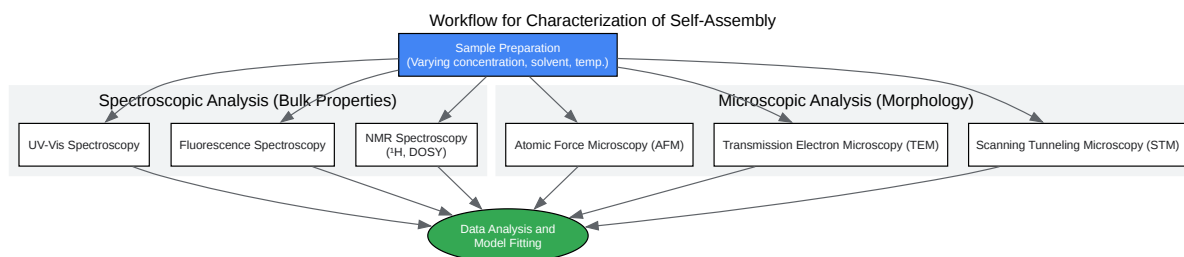 Workflow for Characterization of Self-Assembly
Sample Preparation
(Varying concentration, solvent, temp.)
Spectroscopic Analysis (Bulk Properties)
Microscopic Analysis (Morphology)
UV-Vis Spectroscopy
Fluorescence Spectroscopy
NMR Spectroscopy
(¹H, DOSY)
Atomic Force Microscopy (AFM)
Transmission Electron Microscopy (TEM)
Scanning Tunneling Microscopy (STM)
Data Analysis and
Model Fitting